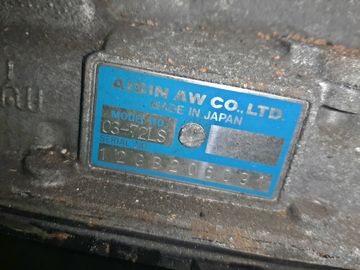 AISIN AW CO.,LTD.
MADE IN JAPAN
MODEL NO.
03-72LS
SERIAL NO.